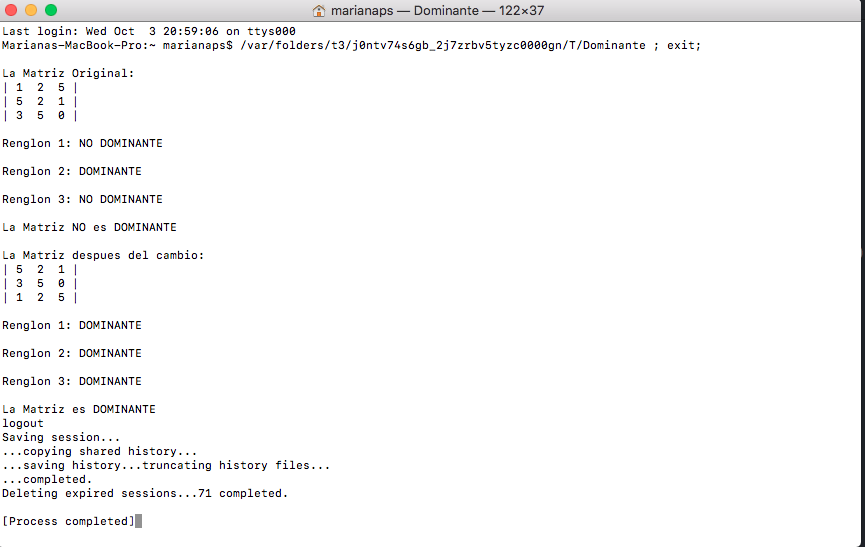 marianaps — Dominante — 122×37
Last login: Wed Oct  3 20:59:06 on ttys000
Marianas-MacBook-Pro:~ marianaps$ /var/folders/t3/j0ntv74s6gb_2j7zrbv5tyzc0000gn/T/Dominante ; exit;
La Matriz Original:
| 1  2  5 |
| 5  2  1 |
| 3  5  0 |
Renglon 1: NO DOMINANTE
Renglon 2: DOMINANTE
Renglon 3: NO DOMINANTE
La Matriz NO es DOMINANTE
La Matriz despues del cambio:
| 5  2  1 |
| 3  5  0 |
| 1  2  5 |
Renglon 1: DOMINANTE
Renglon 2: DOMINANTE
Renglon 3: DOMINANTE
La Matriz es DOMINANTE
logout
Saving session...
...copying shared history...
...saving history...truncating history files...
...completed.
Deleting expired sessions...71 completed.
[Process completed]